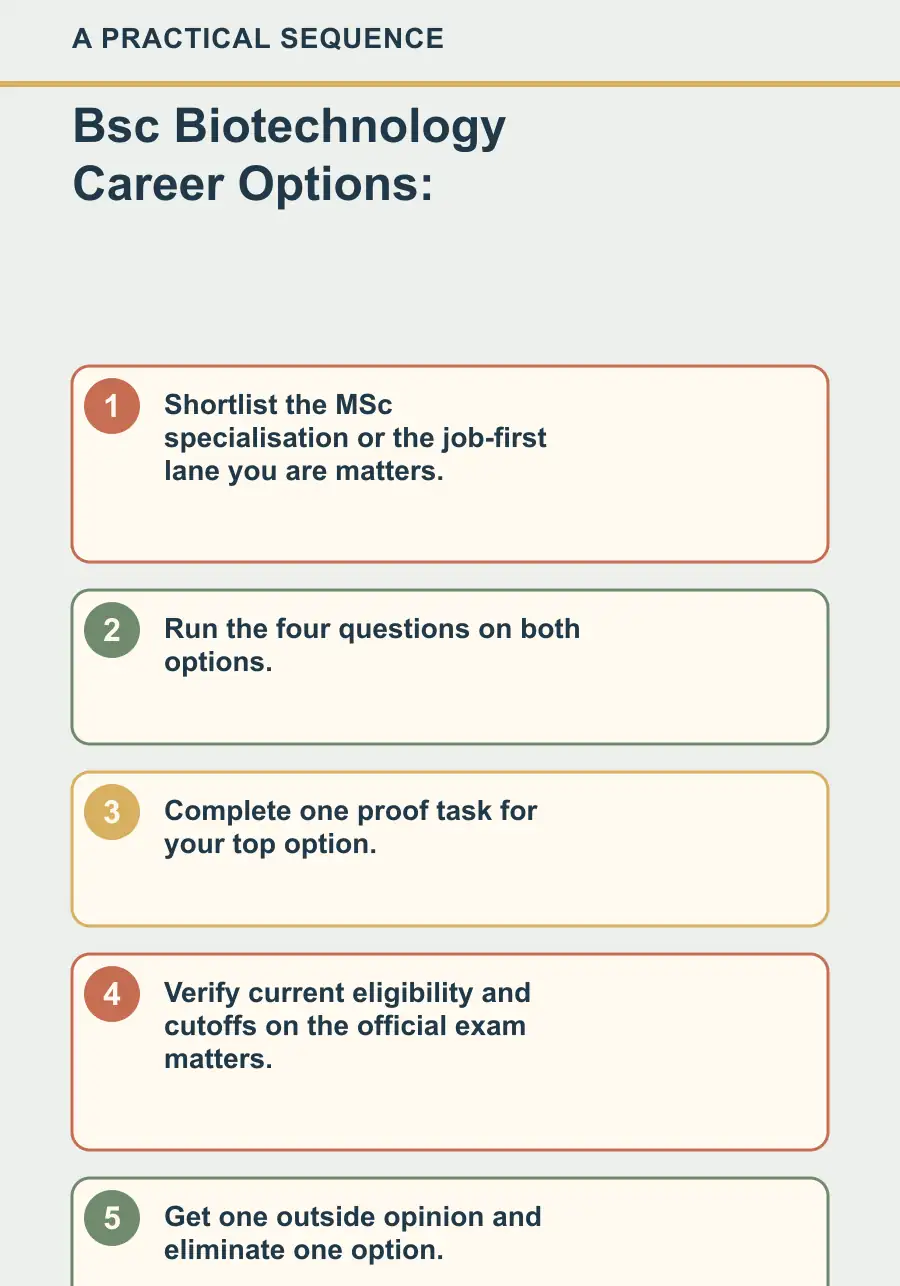 A PRACTICAL SEQUENCE
Bsc Biotechnology
Career Options:
1
Shortlist the MSc
specialisation or the job-first
lane you are matters.
2
Run the four questions on both
options.
3
Complete one proof task for
your top option.
4
Verify current eligibility and
cutoffs on the official exam
matters.
5
Get one outside opinion and
eliminate one option.